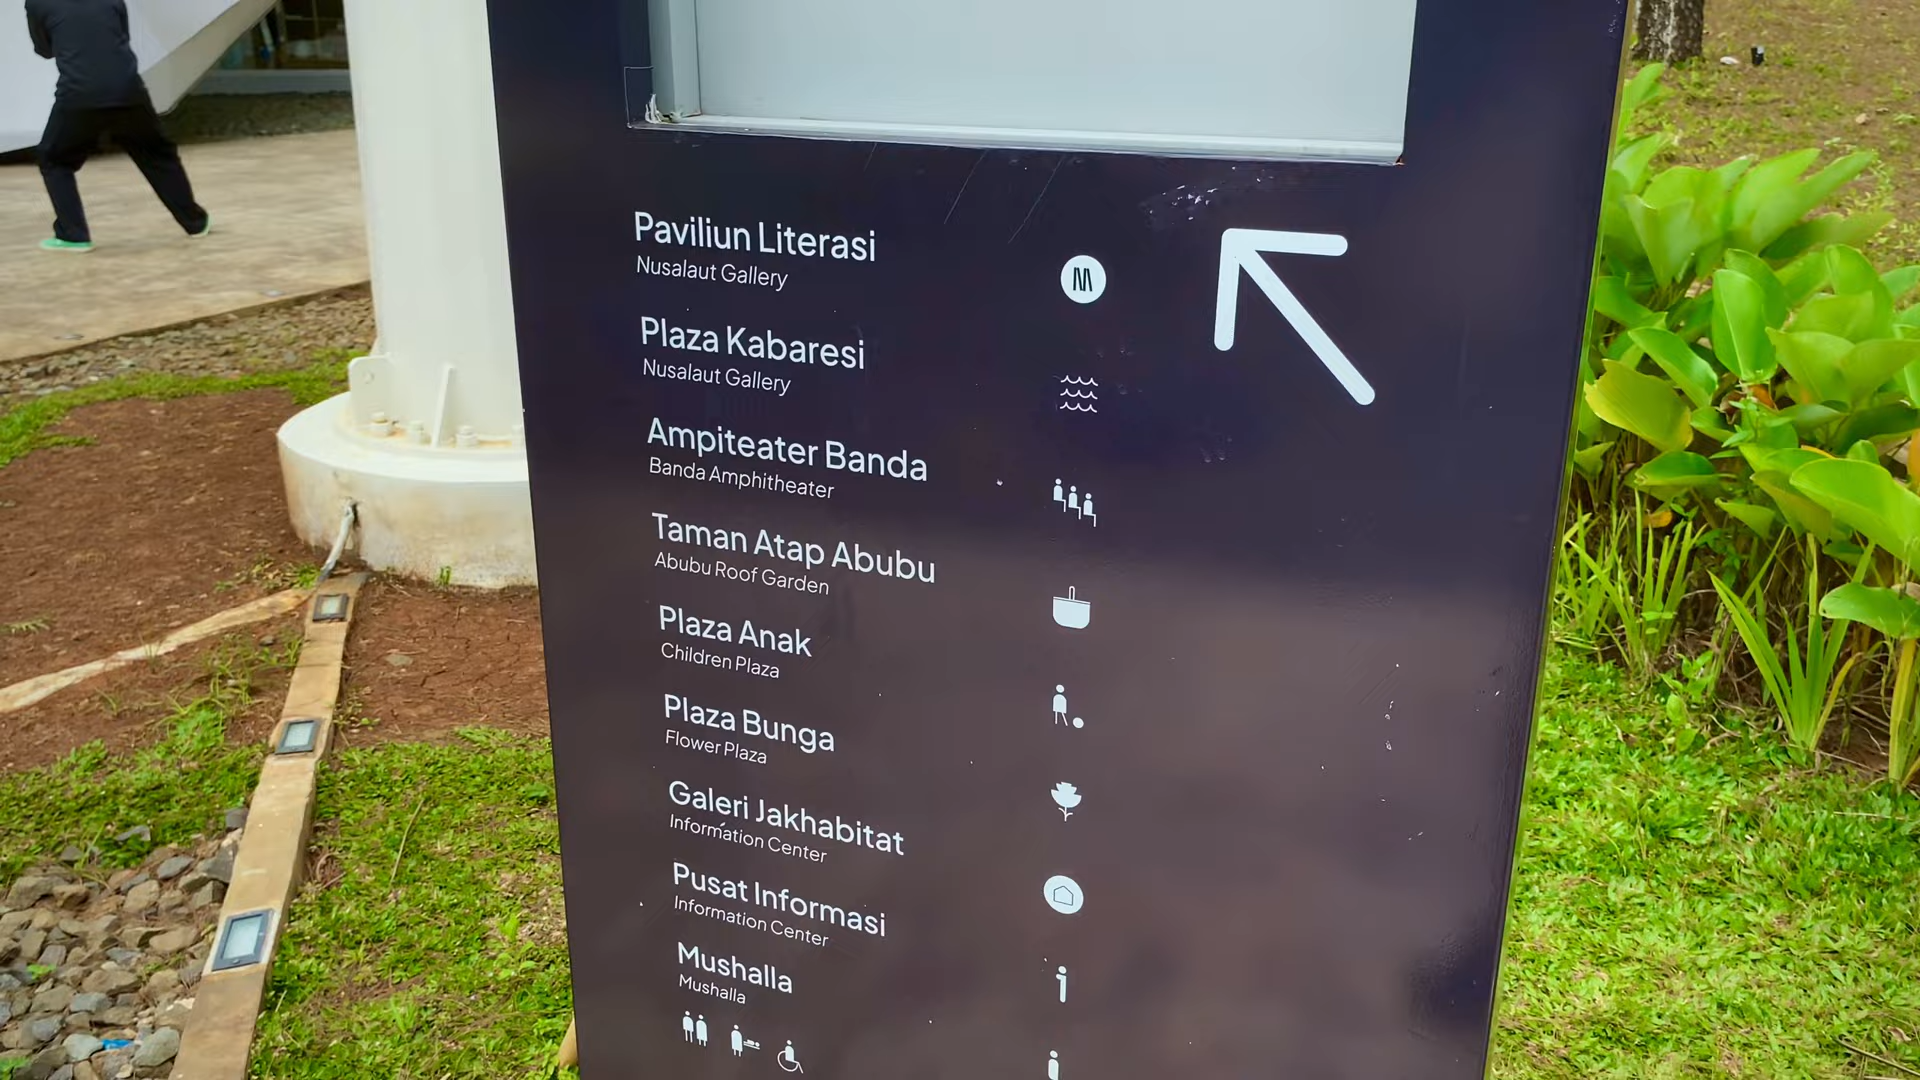 Paviliun Literasi
Nusalaut Gallery
Plaza Kabaresi
Nusalaut Gallery
Ampiteater Banda
Banda Amphitheater
Taman Atap Abubu
Abubu Roof Garden
Plaza Anak
Children Plaza
Plaza Bunga
Flower Plaza
Galeri Jakhabitat
Information Center
Pusat Informasi
Information Center
Mushalla
Mushalla